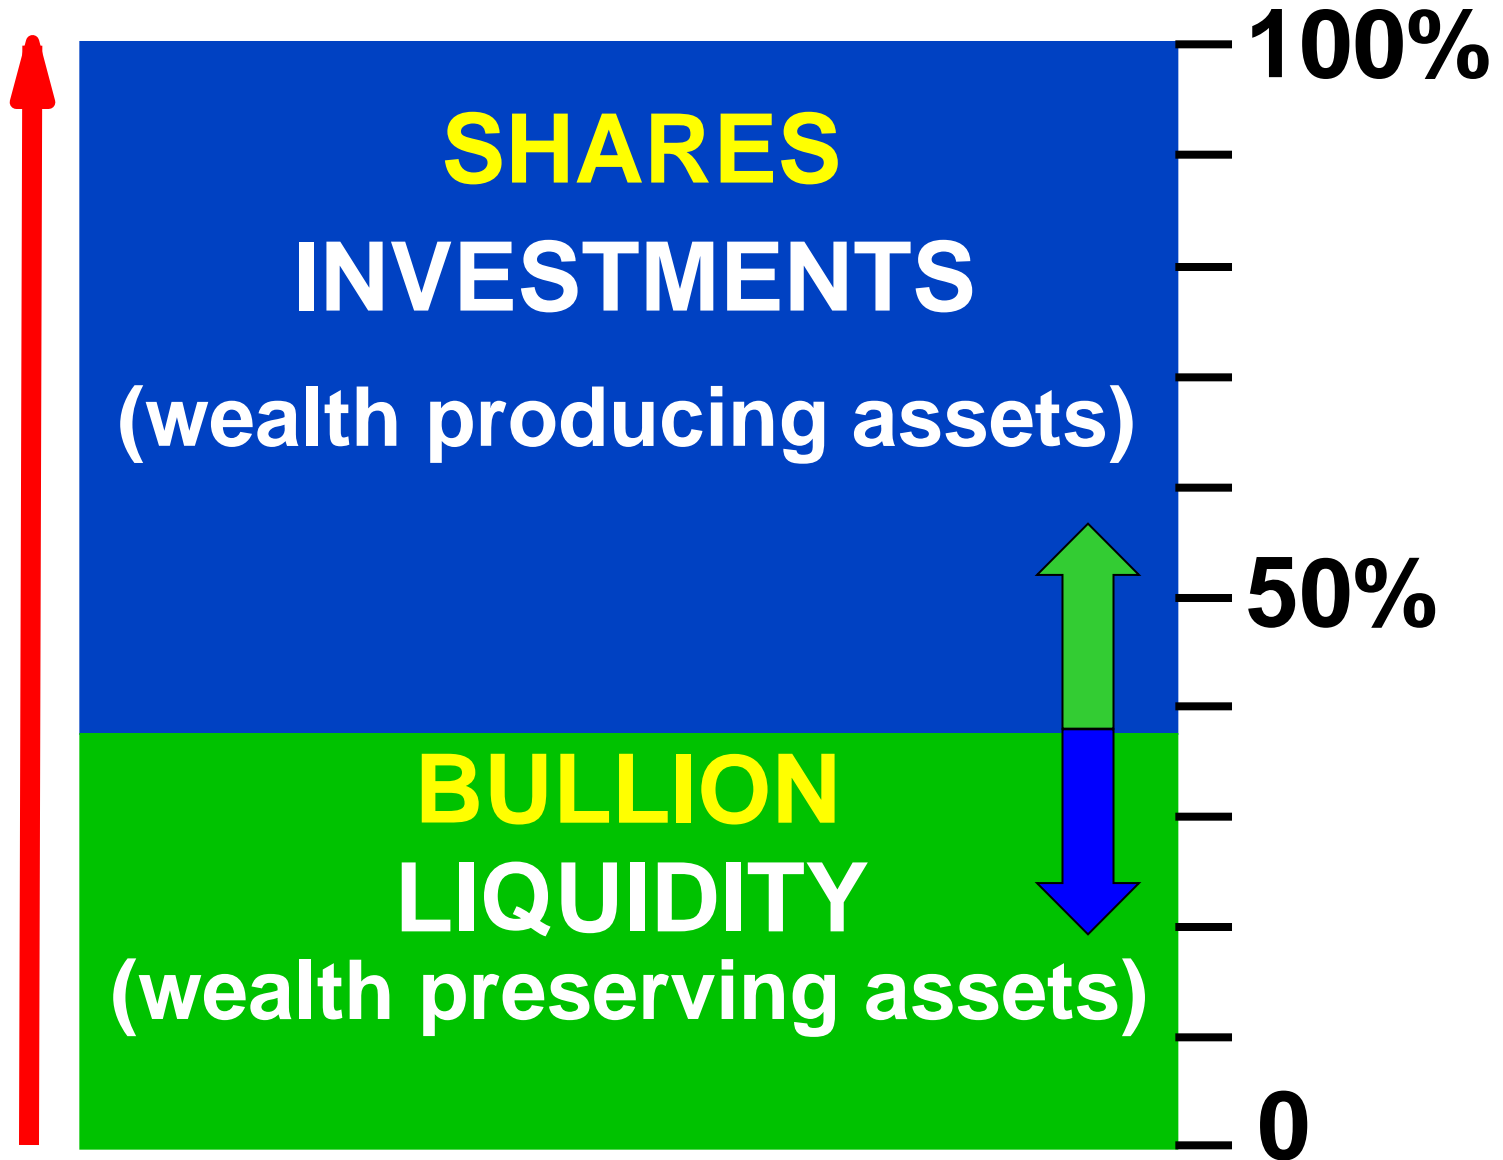 100%
SHARES
INVESTMENTS
(wealth producing assets)
50%
BULLION
LIQUIDITY
(wealth preserving assets)
0